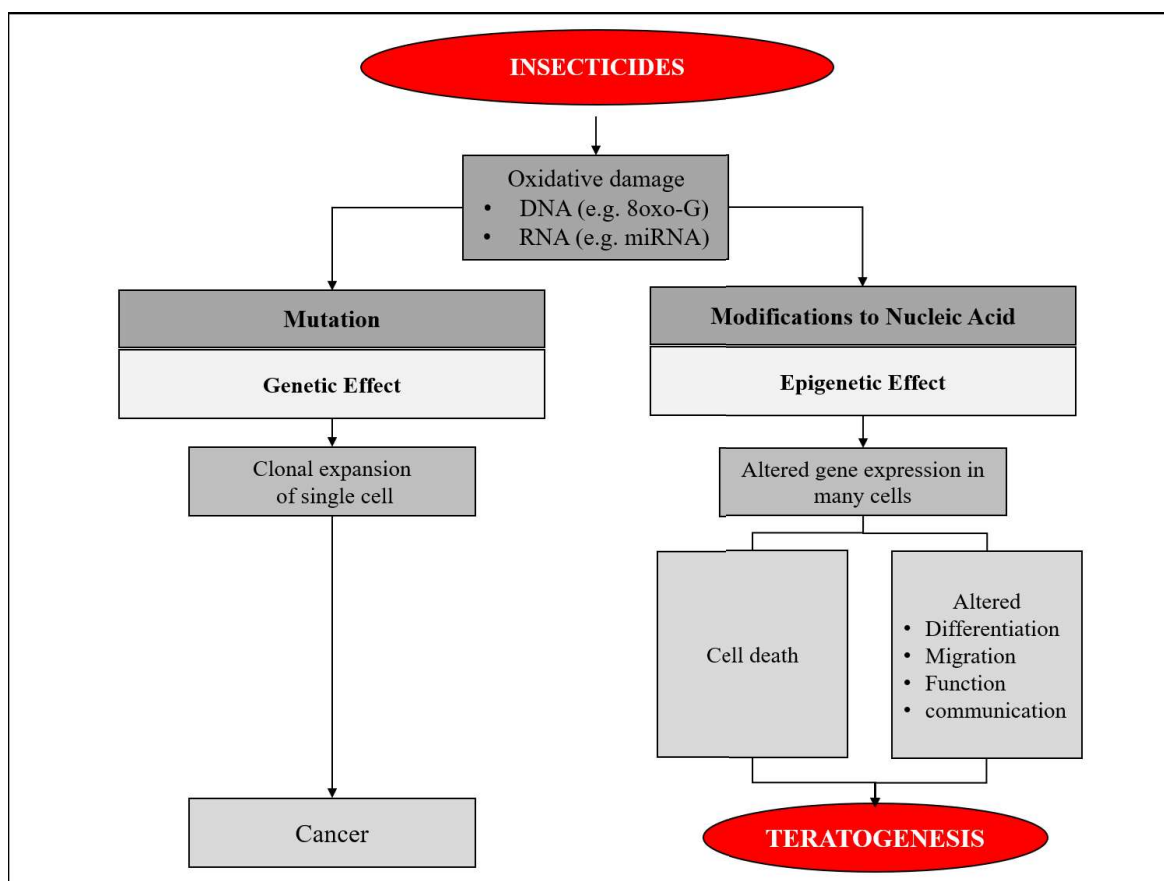 INSECTICIDES
Oxidative damage
• DNA (e.g. 8oxo-G)
• RNA (e.g. miRNA)
Mutation
Genetic Effect
Clonal expansion
of single cell
Cancer
Modifications to Nucleic Acid
Epigenetic Effect
Altered gene expression in
many cells
Cell death
Altered
• Differentiation
• Migration
• Function
• communication
TERATOGENESIS